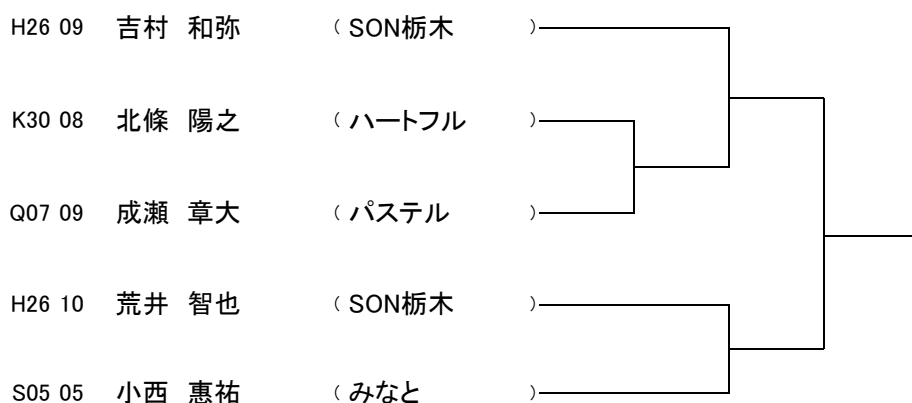 H26 09 吉村 和弥 ( SON栃木 )
K30 08 北條 陽之 ( ハートフル )
Q07 09 成瀬 章大 ( パステル )
H26 10 荒井 智也 ( SON栃木 )
S05 05 小西 惠祐 ( みなと )